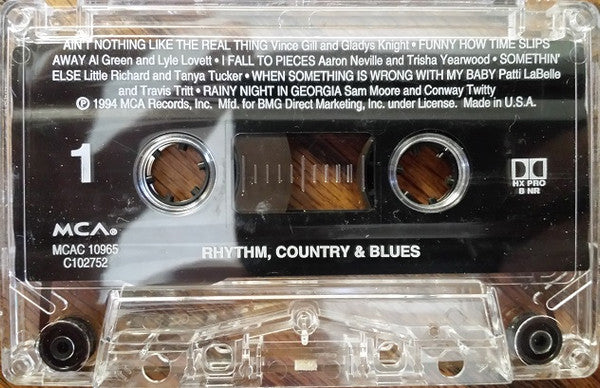 AIN'T NOTHING LIKE THE REAL THING Vince Gill and Gladys Knight • FUNNY HOW TIME SLIPS
AWAY Al Green and Lyle Lovett • I FALL TO PIECES Aaron Neville and Trisha Yearwood • SOMETHIN'
ELSE Little Richard and Tanya Tucker • WHEN SOMETHING IS WRONG WITH MY BABY Patti LaBelle
and Travis Tritt • RAINY NIGHT IN GEORGIA Sam Moore and Conway Twitty
℗ 1994 MCA Records, Inc. Mfd. for BMG Direct Marketing, Inc. under License. Made in U.S.A.
1
HX PRO
B NR
MCA®
MCAC 10965
C102752
RHYTHM, COUNTRY & BLUES